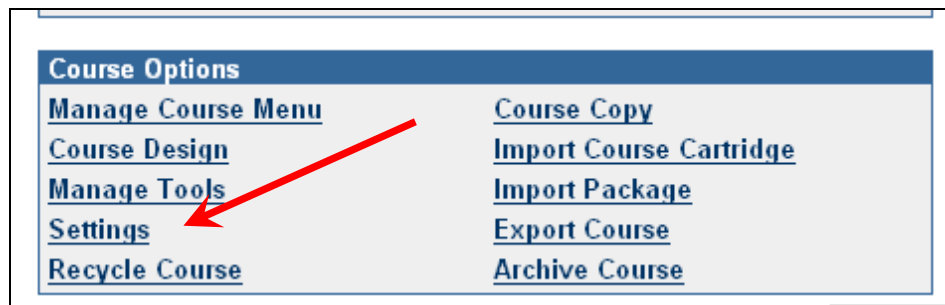 Course Options
Manage Course Menu
Course Design
Manage Tools
Settings
Recycle Course
Course Copy
Import Course Cartridge
Import Package
Export Course
Archive Course